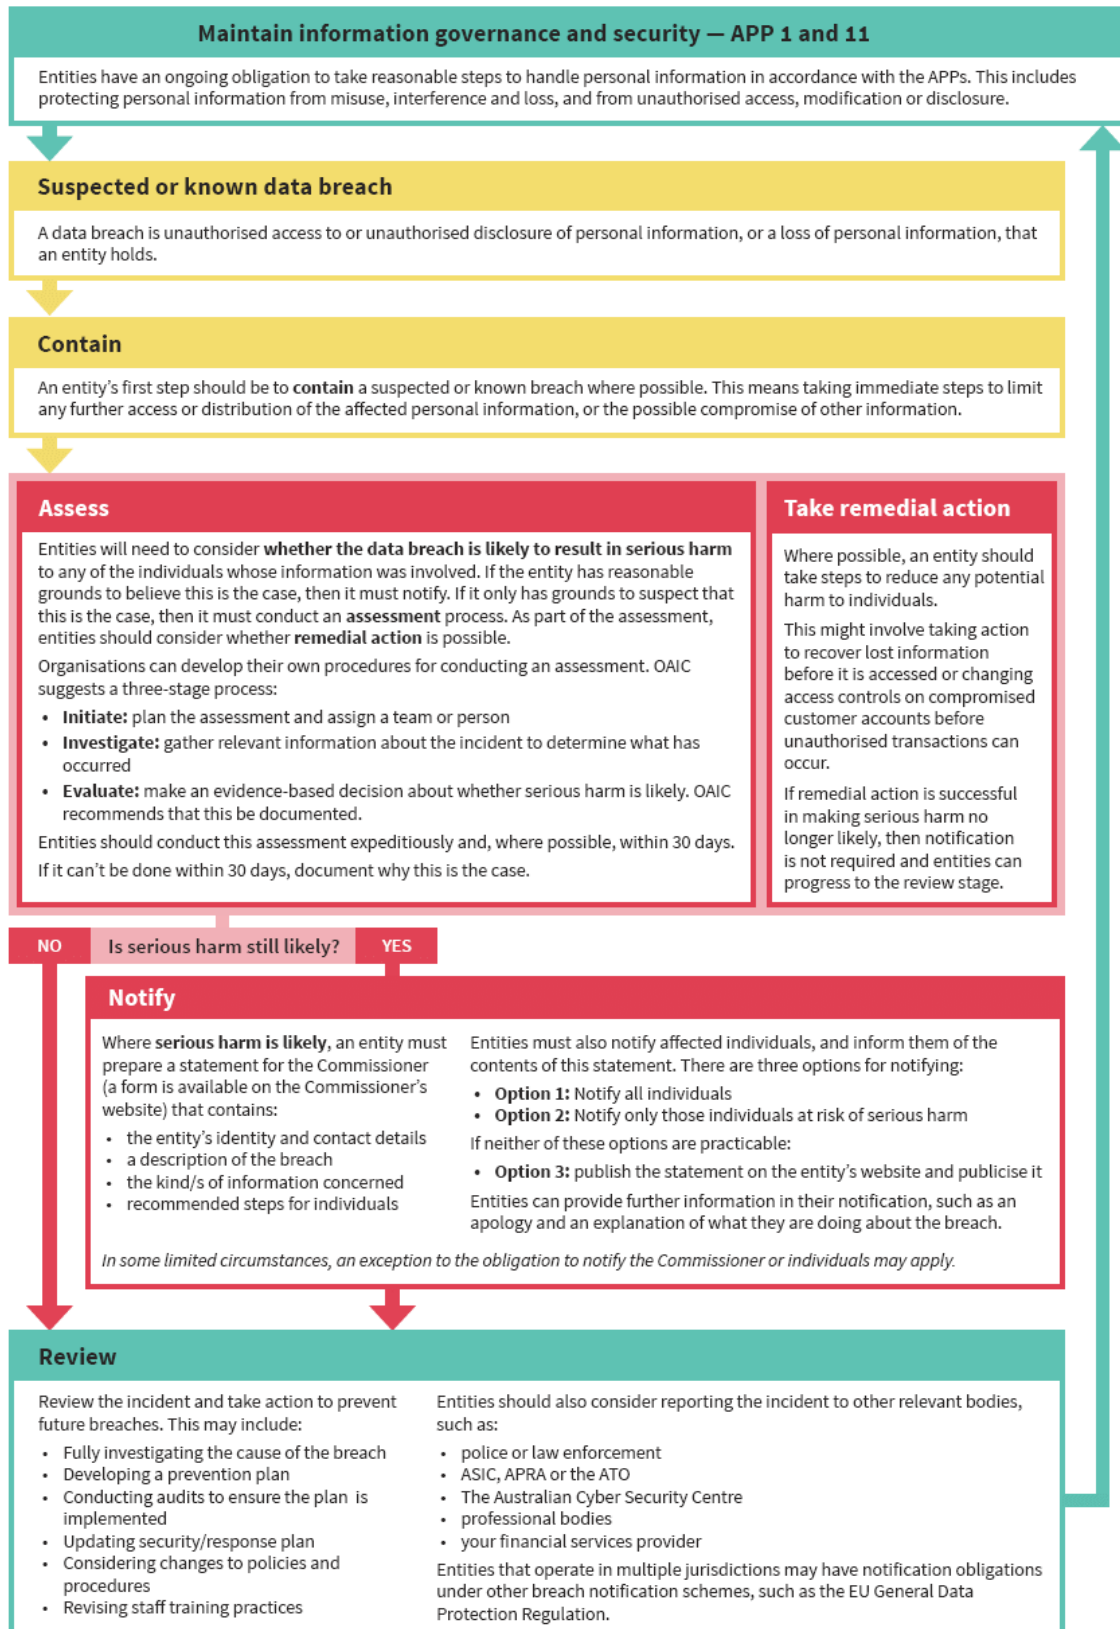 Maintain information governance and security — APP 1 and 11
Entities have an ongoing obligation to take reasonable steps to handle personal information in accordance with the APPs. This includes
protecting personal information from misuse, interference and loss, and from unauthorised access, modification or disclosure.
Suspected or known data breach
A data breach is unauthorised access to or unauthorised disclosure of personal information, or a loss of personal information, that
an entity holds.
Contain
An entity's first step should be to contain a suspected or known breach where possible. This means taking immediate steps to limit
any further access or distribution of the affected personal information, or the possible compromise of other information.
Assess
Entities will need to consider whether the data breach is likely to result in serious harm
to any of the individuals whose information was involved. If the entity has reasonable
grounds to believe this is the case, then it must notify. If it only has grounds to suspect that
this is the case, then it must conduct an assessment process. As part of the assessment,
entities should consider whether remedial action is possible.
Organisations can develop their own procedures for conducting an assessment. OAIC
suggests a three-stage process:
• Initiate: plan the assessment and assign a team or person
• Investigate: gather relevant information about the incident to determine what has
occurred
• Evaluate: make an evidence-based decision about whether serious harm is likely. OAIC
recommends that this be documented.
Entities should conduct this assessment expeditiously and, where possible, within 30 days.
If it can't be done within 30 days, document why this is the case.
Take remedial action
Where possible, an entity should
take steps to reduce any potential
harm to individuals.
This might involve taking action
to recover lost information
before it is accessed or changing
access controls on compromised
customer accounts before
unauthorised transactions can
occur.
If remedial action is successful
in making serious harm no
longer likely, then notification
is not required and entities can
progress to the review stage.
NO Is serious harm still likely? YES
Notify
Where serious harm is likely, an entity must
prepare a statement for the Commissioner
(a form is available on the Commissioner's
website) that contains:
• the entity's identity and contact details
• a description of the breach
• the kind/s of information concerned
• recommended steps for individuals
Entities must also notify affected individuals, and inform them of the
contents of this statement. There are three options for notifying:
• Option 1: Notify all individuals
• Option 2: Notify only those individuals at risk of serious harm
If neither of these options are practicable:
• Option 3: publish the statement on the entity's website and publicise it
Entities can provide further information in their notification, such as an
apology and an explanation of what they are doing about the breach.
In some limited circumstances, an exception to the obligation to notify the Commissioner or individuals may apply.
Review
Review the incident and take action to prevent
future breaches. This may include:
• Fully investigating the cause of the breach
• Developing a prevention plan
• Conducting audits to ensure the plan is
implemented
• Updating security/response plan
• Considering changes to policies and
procedures
• Revising staff training practices
Entities should also consider reporting the incident to other relevant bodies,
such as:
• police or law enforcement
• ASIC, APRA or the ATO
• The Australian Cyber Security Centre
• professional bodies
• your financial services provider
Entities that operate in multiple jurisdictions may have notification obligations
under other breach notification schemes, such as the EU General Data
Protection Regulation.